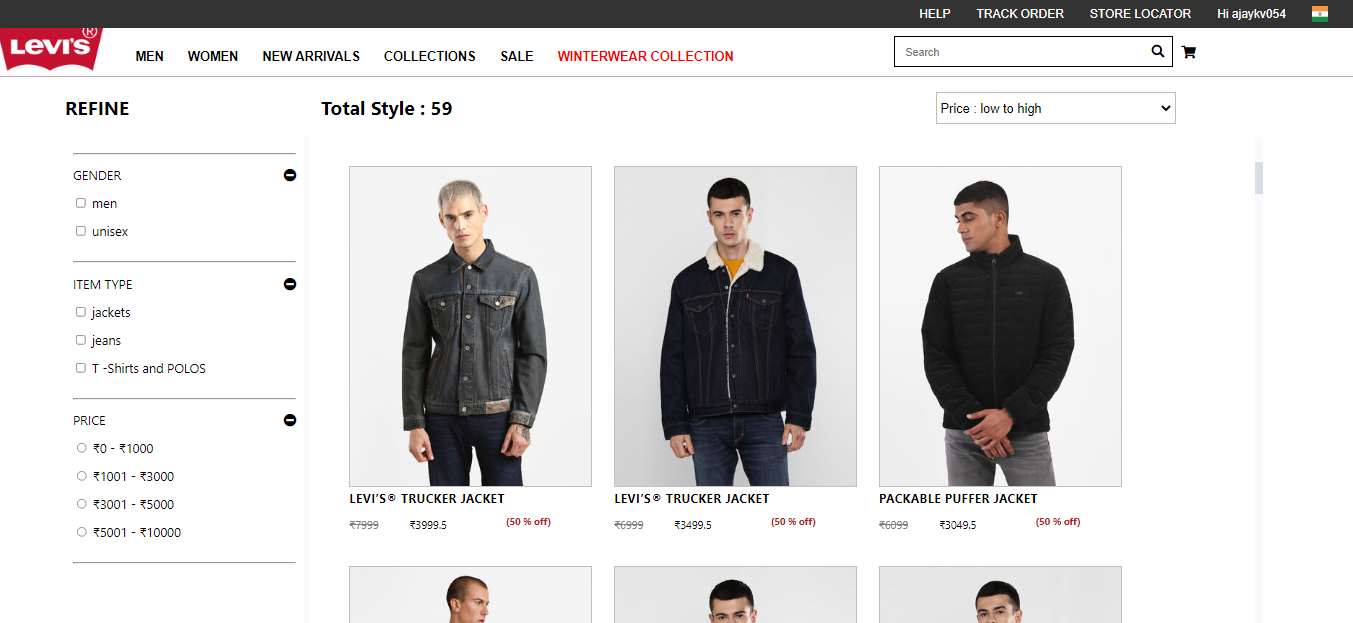 HELP TRACK ORDER STORE LOCATOR Hi ajaykv054
LEVI'S®
MEN WOMEN NEW ARRIVALS COLLECTIONS SALE WINTERWEAR COLLECTION Search
REFINE
Total Style : 59
Price : low to high
GENDER
men
unisex
ITEM TYPE
jackets
jeans
T -Shirts and POLOS
PRICE
₹0 - ₹1000
₹1001 - ₹3000
₹3001 - ₹5000
₹5001 - ₹10000
LEVI'S® TRUCKER JACKET
₹7999 ₹3999.5 (50 % off)
LEVI'S® TRUCKER JACKET
₹6999 ₹3499.5 (50 % off)
PACKABLE PUFFER JACKET
₹6099 ₹3049.5 (50 % off)